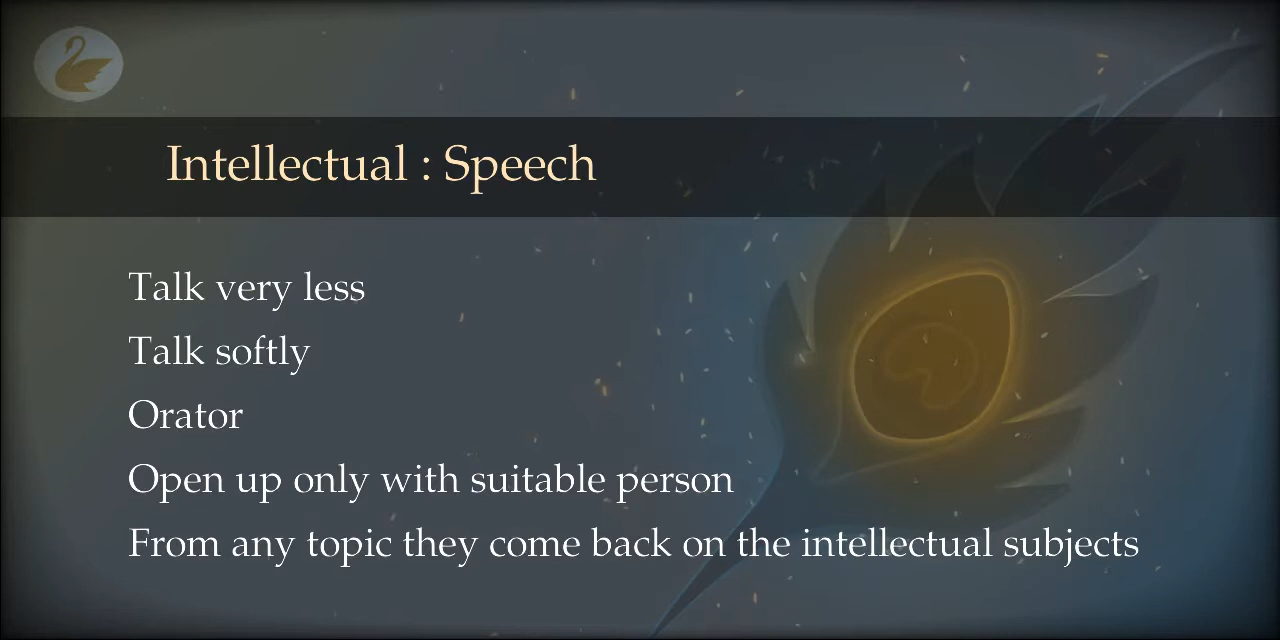 Intellectual : Speech
Talk very less
Talk softly
Orator
Open up only with suitable person
From any topic they come back on the intellectual subjects